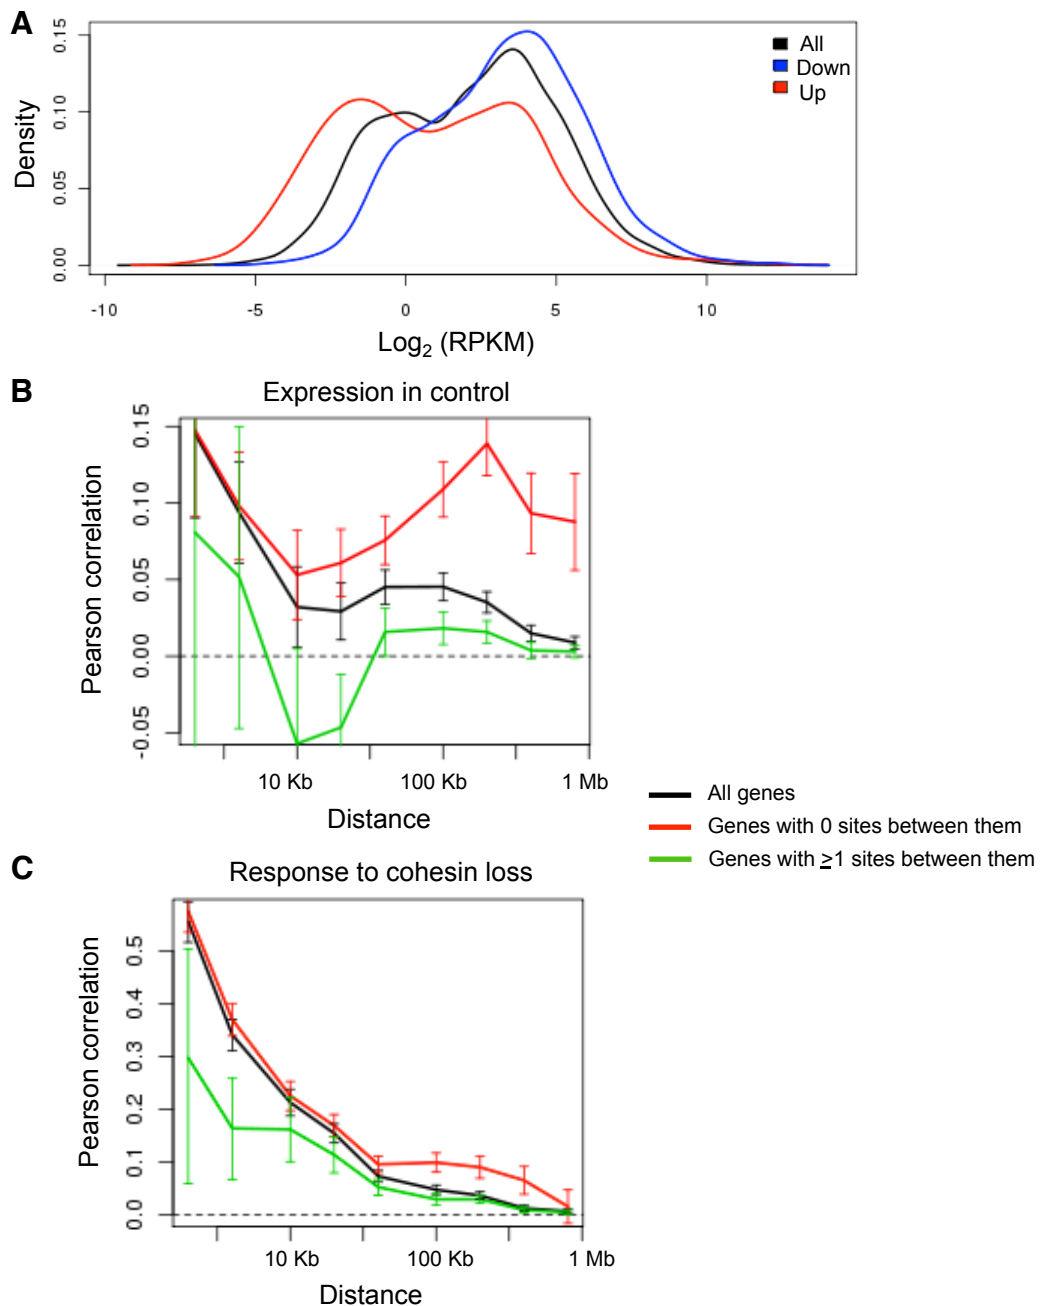 A
0.15
0.10
0.05
0.00
Density
All
Down
Up
-10 -5 0 5 10
Log2 (RPKM)
B
Expression in control
0.15
0.10
0.05
0.00
-0.05
Pearson correlation
10 Kb 100 Kb 1 Mb
Distance
All genes
Genes with 0 sites between them
Genes with ≥1 sites between them
C
Response to cohesin loss
0.5
0.4
0.3
0.2
0.1
0.0
Pearson correlation
10 Kb 100 Kb 1 Mb
Distance